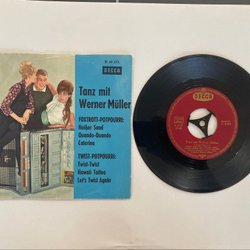 DECCA
Tanz mit
Werner Müller
FOXTROTT-POTPOURRI:
Heißer Sand
Quando-Quando
Caterina
TWIST-POTPOURRI:
Twist-Twist
Hawaii Tattoo
Let's Twist Again
DECCA